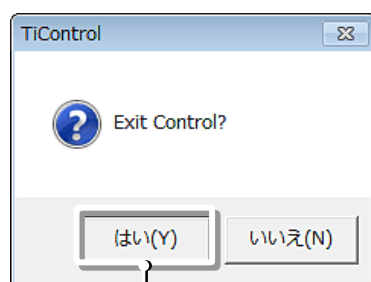 TiControl
Exit Control?
はい(Y)
いいえ(N)